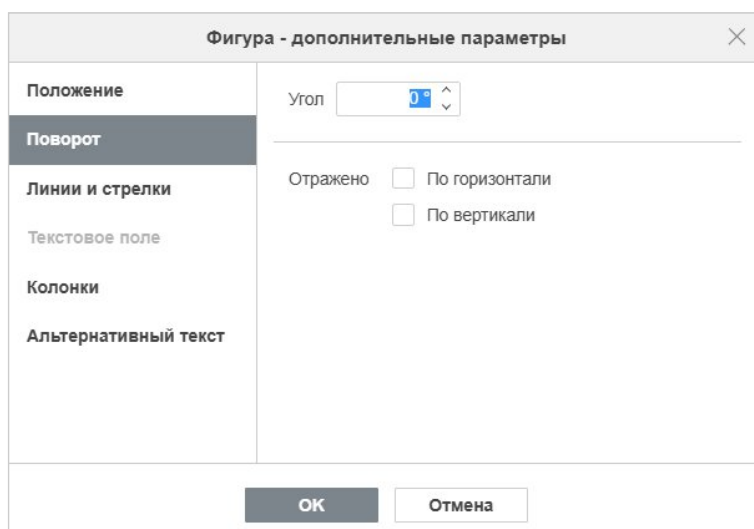 Фигура - дополнительные параметры
Положение
Поворот
Линии и стрелки
Текстовое поле
Колонки
Альтернативный текст
Угол 0 °
Отражено По горизонтали
По вертикали
OK Отмена